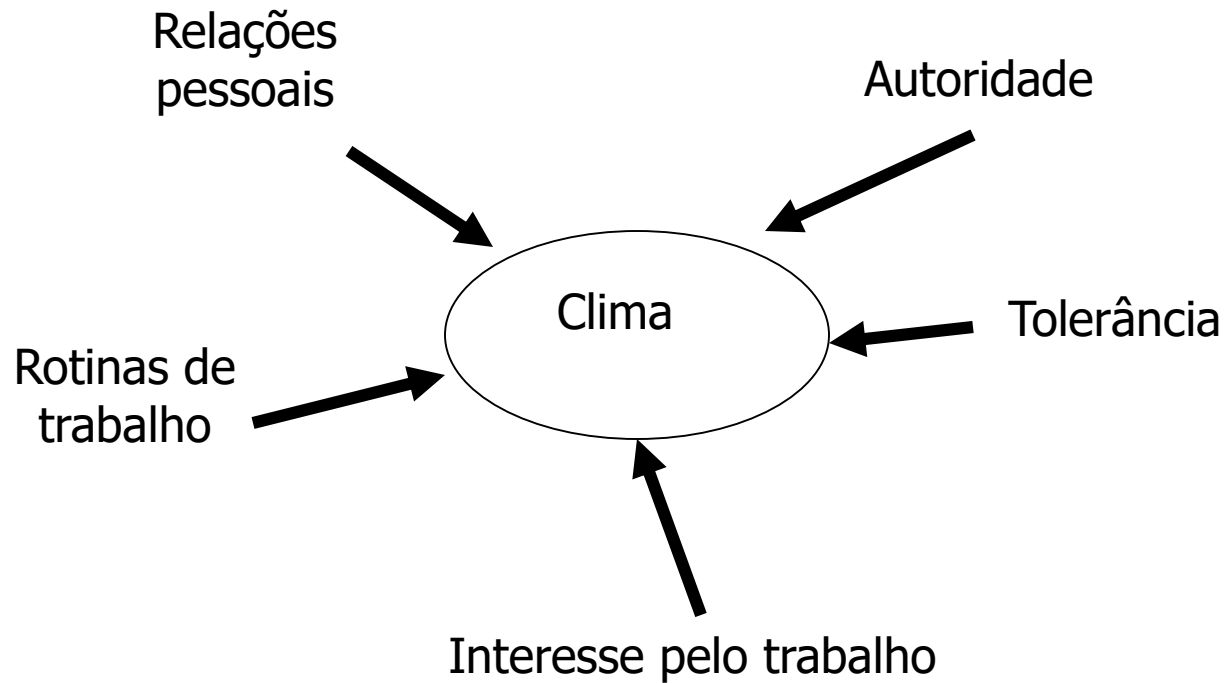 Relações
pessoais
Autoridade
Clima
Tolerância
Rotinas de
trabalho
Interesse pelo trabalho